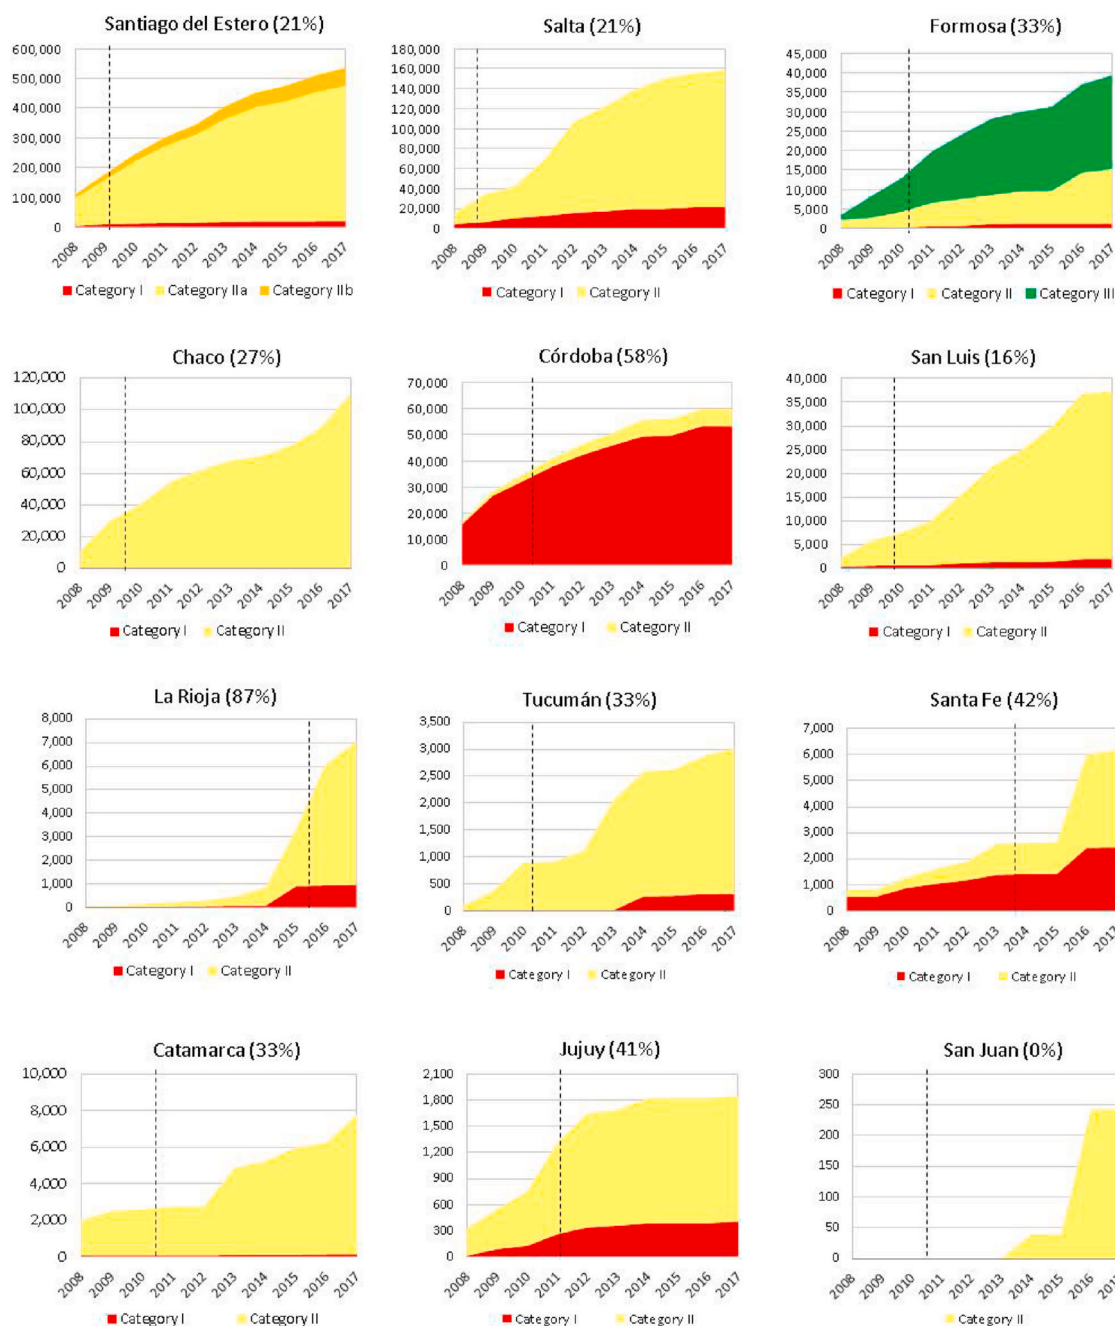 Santiago del Estero (21%)
600,000
500,000
400,000
300,000
200,000
100,000
0
2008 2009 2010 2011 2012 2013 2014 2015 2016 2017
Category I Category IIa Category IIb
Salta (21%)
180,000
160,000
140,000
120,000
100,000
80,000
60,000
40,000
20,000
0
2008 2009 2010 2011 2012 2013 2014 2015 2016 2017
Category I Category II
Formosa (33%)
45,000
40,000
35,000
30,000
25,000
20,000
15,000
10,000
5,000
0
2008 2009 2010 2011 2012 2013 2014 2015 2016 2017
Category I Category II Category III
Chaco (27%)
120,000
100,000
80,000
60,000
40,000
20,000
0
2008 2009 2010 2011 2012 2013 2014 2015 2016 2017
Category I Category II
Córdoba (58%)
70,000
60,000
50,000
40,000
30,000
20,000
10,000
0
2008 2009 2010 2011 2012 2013 2014 2015 2016 2017
Category I Category II
San Luis (16%)
40,000
35,000
30,000
25,000
20,000
15,000
10,000
5,000
0
2008 2009 2010 2011 2012 2013 2014 2015 2016 2017
Category I Category II
La Rioja (87%)
8,000
7,000
6,000
5,000
4,000
3,000
2,000
1,000
0
2008 2009 2010 2011 2012 2013 2014 2015 2016 2017
Category I Category II
Tucumán (33%)
3,500
3,000
2,500
2,000
1,500
1,000
500
0
2008 2009 2010 2011 2012 2013 2014 2015 2016 2017
Category I Category II
Santa Fe (42%)
7,000
6,000
5,000
4,000
3,000
2,000
1,000
0
2008 2009 2010 2011 2012 2013 2014 2015 2016 2017
Category I Category II
Catamarca (33%)
10,000
8,000
6,000
4,000
2,000
0
2008 2009 2010 2011 2012 2013 2014 2015 2016 2017
Category I Category II
Jujuy (41%)
2,100
1,800
1,500
1,200
900
600
300
0
2008 2009 2010 2011 2012 2013 2014 2015 2016 2017
Category I Category II
San Juan (0%)
300
250
200
150
100
50
0
2008 2009 2010 2011 2012 2013 2014 2015 2016 2017
Category II